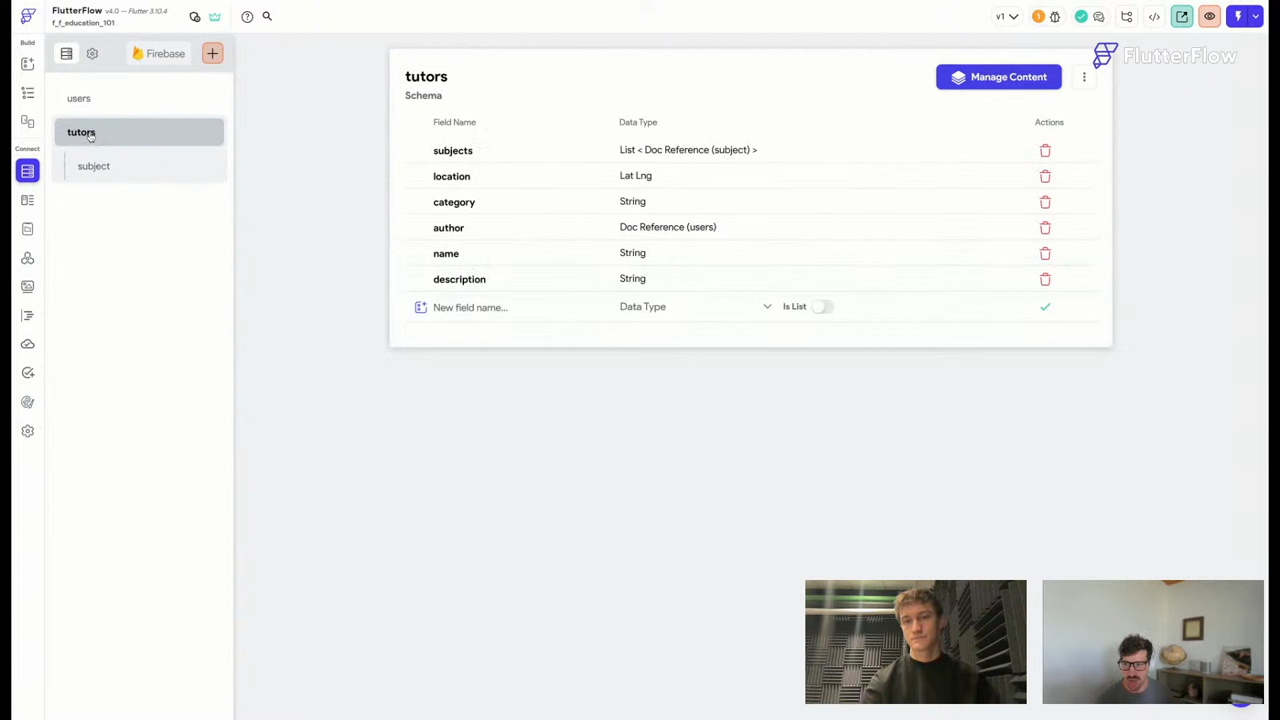 FlutterFlow v4.0 – Flutter 3.10.4
f_f_education_101
v1
1
FlutterFlow
Build
Connect
Firebase
users
tutors
subject
tutors
Schema
Manage Content
Field Name Data Type Actions
subjects List < Doc Reference (subject) >
location Lat Lng
category String
author Doc Reference (users)
name String
description String
New field name... Data Type Is List